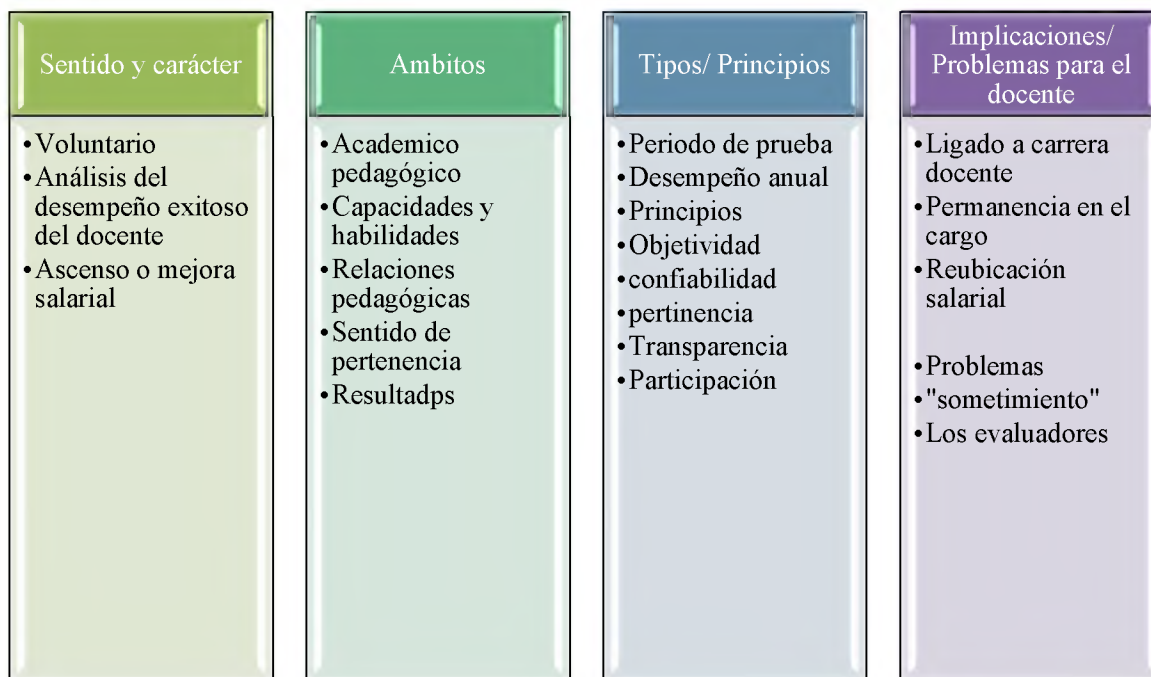 Sentido y carácter
•Voluntario
•Análisis del
desempeño exitoso
del docente
•Ascenso o mejora
salarial
Ambitos
•Academico
pedagógico
•Capacidades y
habilidades
•Relaciones
pedagógicas
•Sentido de
pertenencia
•Resultadps
Tipos/ Principios
•Periodo de prueba
•Desempeño anual
•Principios
•Objetividad
•confiabilidad
•pertinencia
•Transparencia
•Participación
Implicaciones/
Problemas para el
docente
•Ligado a carrera
docente
•Permanencia en el
cargo
•Reubicación
salarial
•Problemas
•"sometimiento"
•Los evaluadores